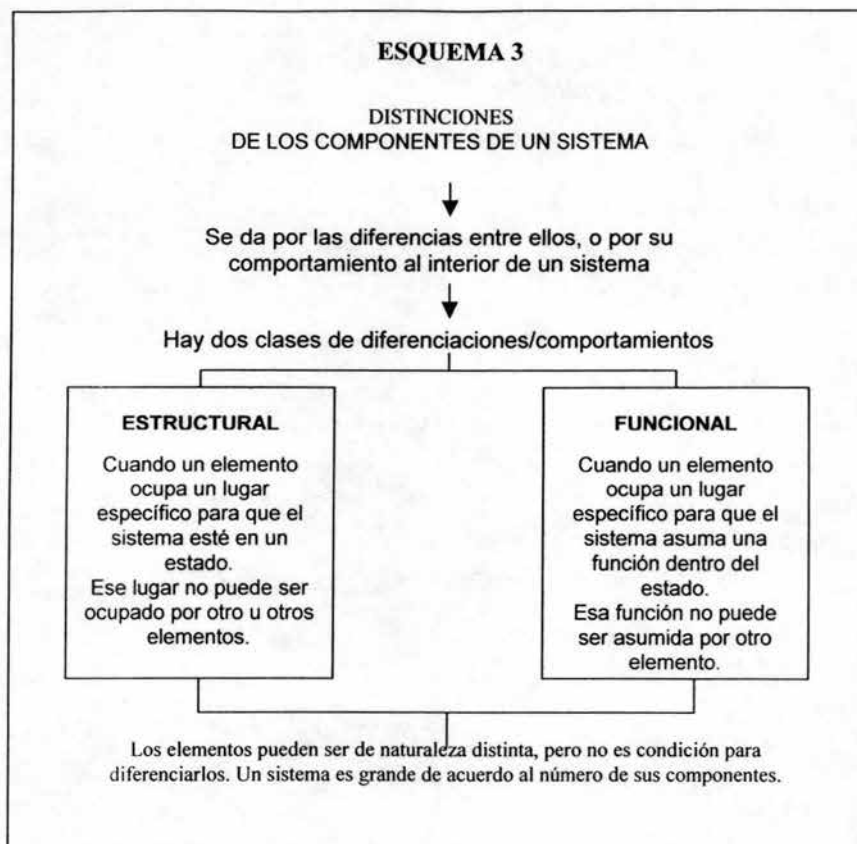 ESQUEMA 3
DISTINCIONES
DE LOS COMPONENTES DE UN SISTEMA
Se da por las diferencias entre ellos, o por su
comportamiento al interior de un sistema
Hay dos clases de diferenciaciones/comportamientos
ESTRUCTURAL
Cuando un elemento
ocupa un lugar
específico para que el
sistema esté en un
estado.
Ese lugar no puede ser
ocupado por otro u otros
elementos.
FUNCIONAL
Cuando un elemento
ocupa un lugar
específico para que el
sistema asuma una
función dentro del
estado.
Esa función no puede
ser asumida por otro
elemento.
Los elementos pueden ser de naturaleza distinta, pero no es condición para
diferenciarlos. Un sistema es grande de acuerdo al número de sus componentes.